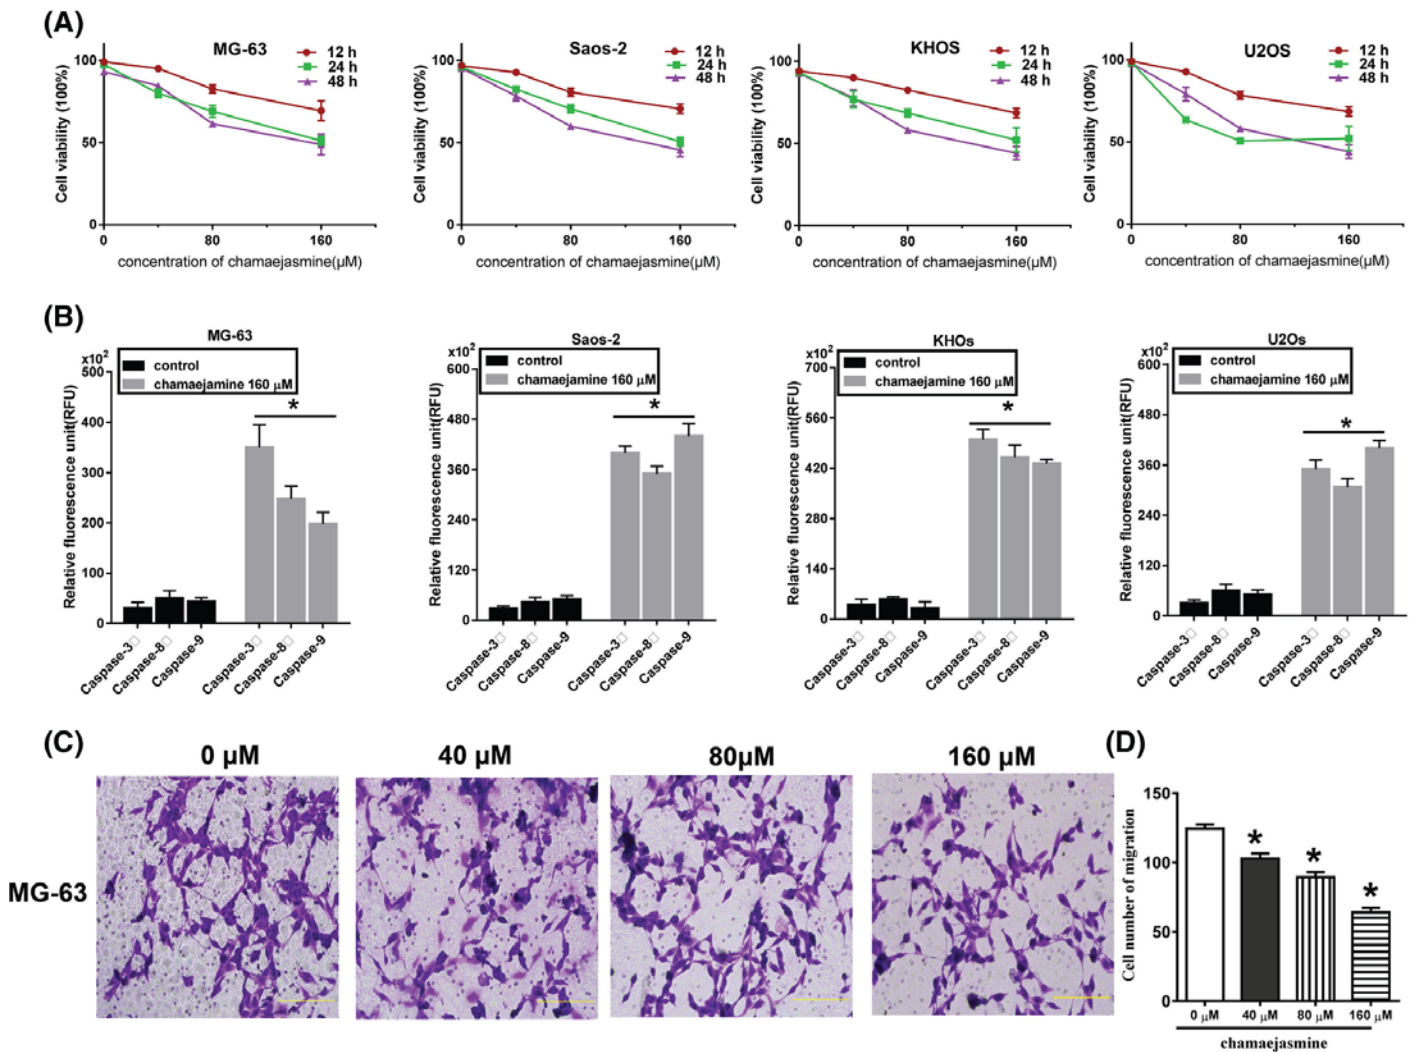 (A)
MG-63
12 h
24 h
48 h
Cell viability (100%)
100
50
0
0
80
160
concentration of chamaejasmine(µM)
Saos-2
12 h
24 h
48 h
Cell viability (100%)
100
50
0
0
80
160
concentration of chamaejasmine(µM)
KHOS
12 h
24 h
48 h
Cell viability (100%)
100
50
0
0
80
160
concentration of chamaejasmine(µM)
U2OS
12 h
24 h
48 h
Cell viability (100%)
100
50
0
0
80
160
concentration of chamaejasmine(µM)
(B)
MG-63
x10²
control
chamaejamine 160 µM
Relative fluorescence unit(RFU)
500
400
300
200
100
0
*
Caspase-3□
Caspase-8□
Caspase-9
Caspase-3□
Caspase-8□
Caspase-9
Saos-2
x10²
control
chamaejamine 160 µM
Relative fluorescence unit(RFU)
600
480
360
240
120
0
*
Caspase-3□
Caspase-8□
Caspase-9
Caspase-3□
Caspase-8□
Caspase-9
KHOs
x10²
control
chamaejamine 160 µM
Relative fluorescence unit(RFU)
700
560
420
280
140
0
*
Caspase-3□
Caspase-8□
Caspase-9
Caspase-3□
Caspase-8□
Caspase-9
U2Os
x10²
control
chamaejamine 160 µM
Relative fluorescence unit(RFU)
600
480
360
240
120
0
*
Caspase-3□
Caspase-8□
Caspase-9
Caspase-3□
Caspase-8□
Caspase-9
(C)
0 µM
40 µM
80µM
160 µM
MG-63
(D)
Cell number of migration
150
100
50
0
*
*
*
0 µM
40 µM
80 µM
160 µM
chamaejasmine